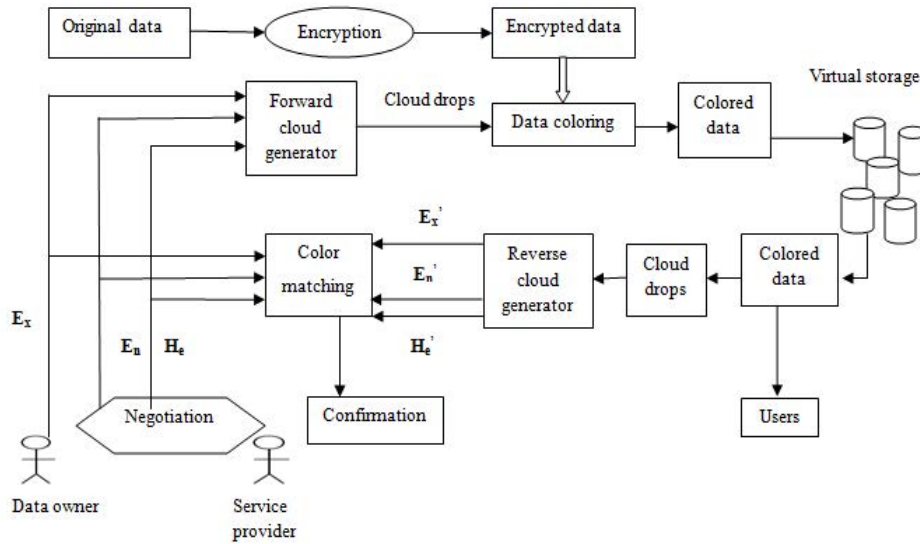 Original data
Encryption
Encrypted data
Virtual storage
Forward
cloud
generator
Cloud drops
Data coloring
Colored
data
Eₓ’
Color
matching
Eₙ’
Reverse
cloud
generator
Cloud
drops
Colored
data
Eₓ
Eₙ
Hₑ
Hₑ’
Negotiation
Confirmation
Users
Data owner
Service
provider